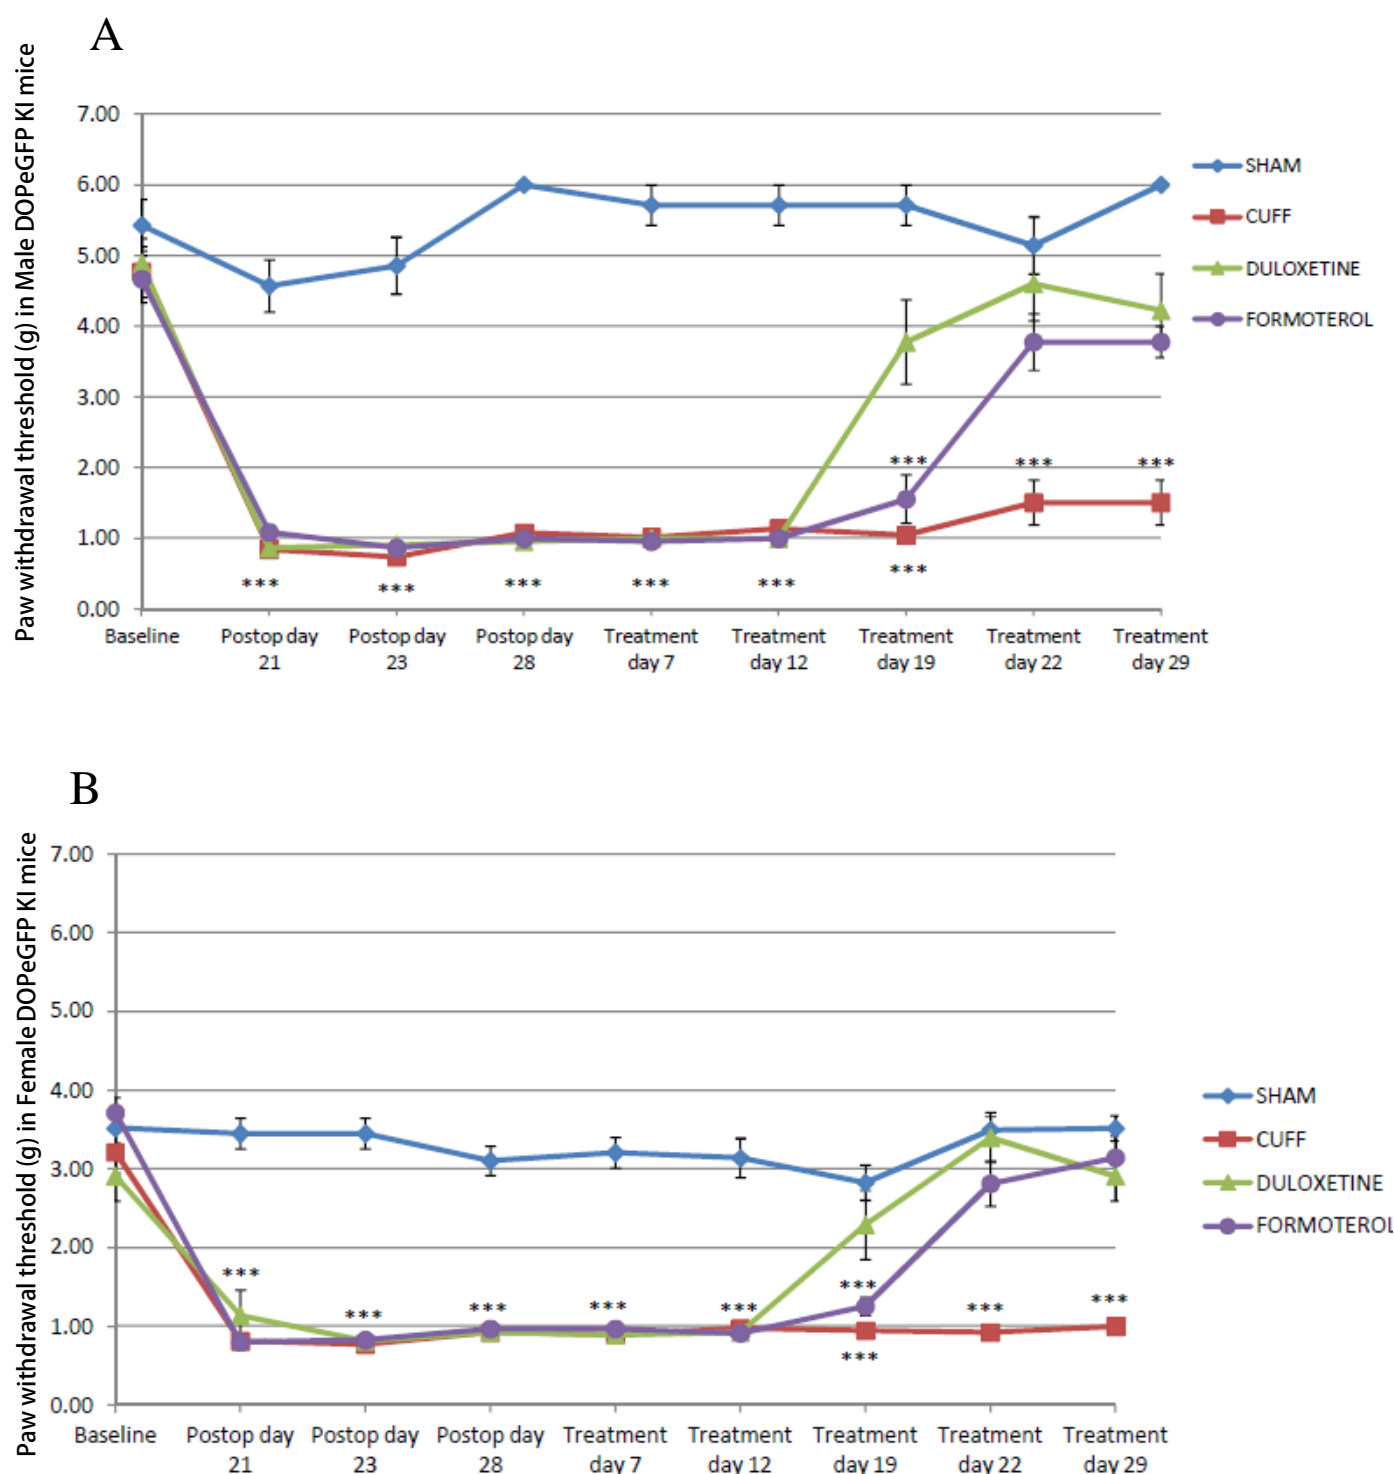 A
Paw withdrawal threshold (g) in Male DOPeGFP KI mice
7.00
6.00
5.00
4.00
3.00
2.00
1.00
0.00
SHAM
CUFF
DULOXETINE
FORMOTEROL
*** *** ***
*** *** *** *** *** ***
Baseline Postop day Postop day Postop day Treatment Treatment Treatment Treatment Treatment
21 23 28 day 7 day 12 day 19 day 22 day 29
B
Paw withdrawal threshold (g) in Female DOPeGFP KI mice
7.00
6.00
5.00
4.00
3.00
2.00
1.00
0.00
SHAM
CUFF
DULOXETINE
FORMOTEROL
*** *** *** *** *** *** *** ***
***
Baseline Postop day Postop day Postop day Treatment Treatment Treatment Treatment Treatment
21 23 28 day 7 day 12 day 19 day 22 day 29